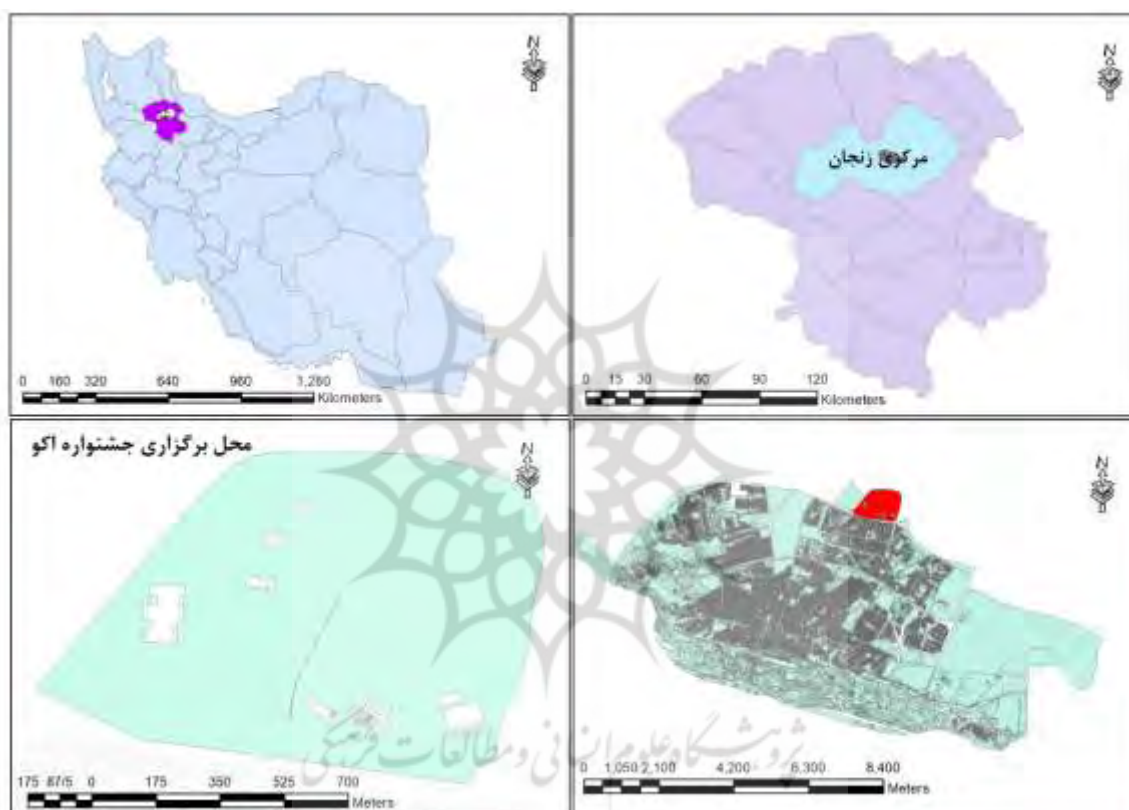 N
0 160 320 640 960 1,260
Kilometers
N
مرکزی زنجان
0 15 30 60 90 120
Kilometers
محل برگزاری جشنواره اکو
N
175 87/5 0 175 350 525 700
Meters
N
0 1,050 2,100 4,200 6,300 8,400
Meters
پژوهشگاه علوم انسانی و مطالعات فرهنگی